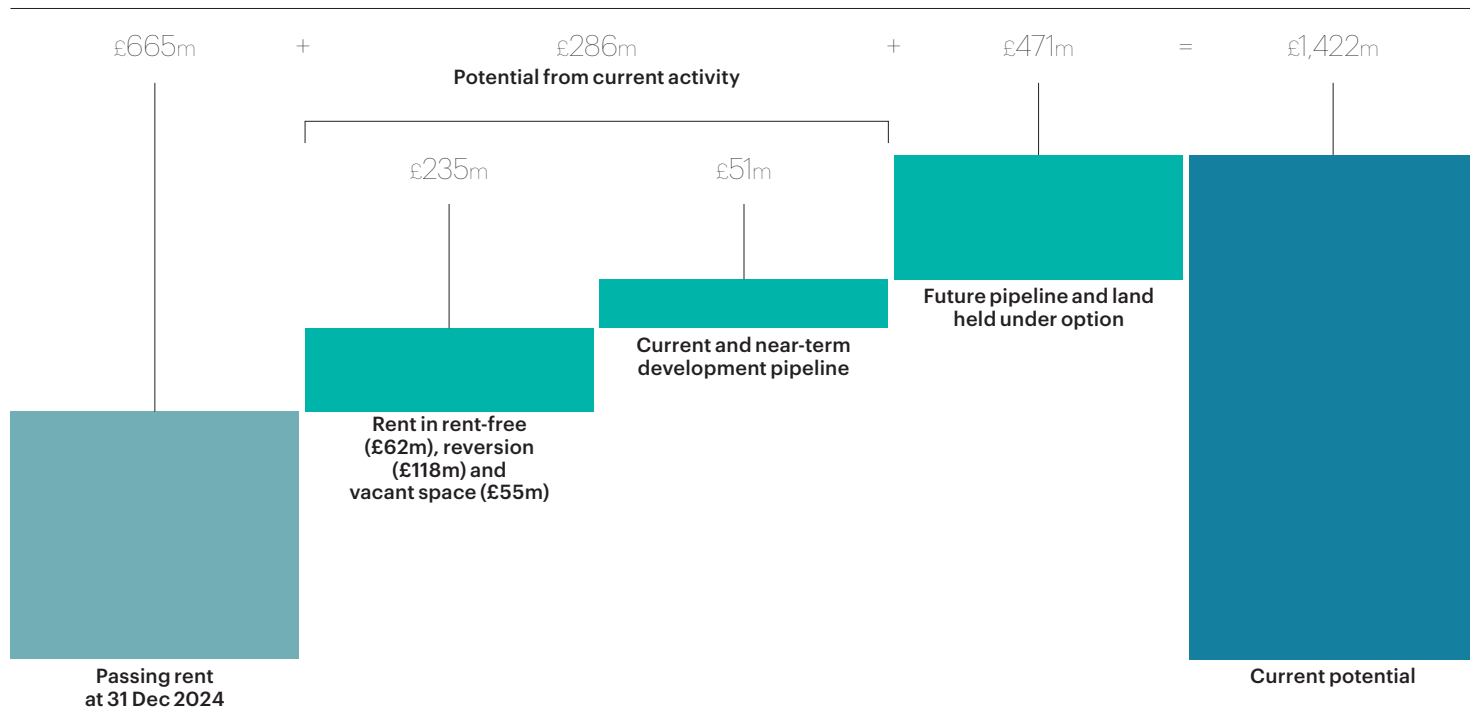 £665m + £286m + £471m = £1,422m
Potential from current activity
£235m
£51m
Rent in rent-free
(£62m), reversion
(£118m) and
vacant space (£55m)
Current and near-term
development pipeline
Future pipeline and land
held under option
Passing rent
at 31 Dec 2024
Current potential